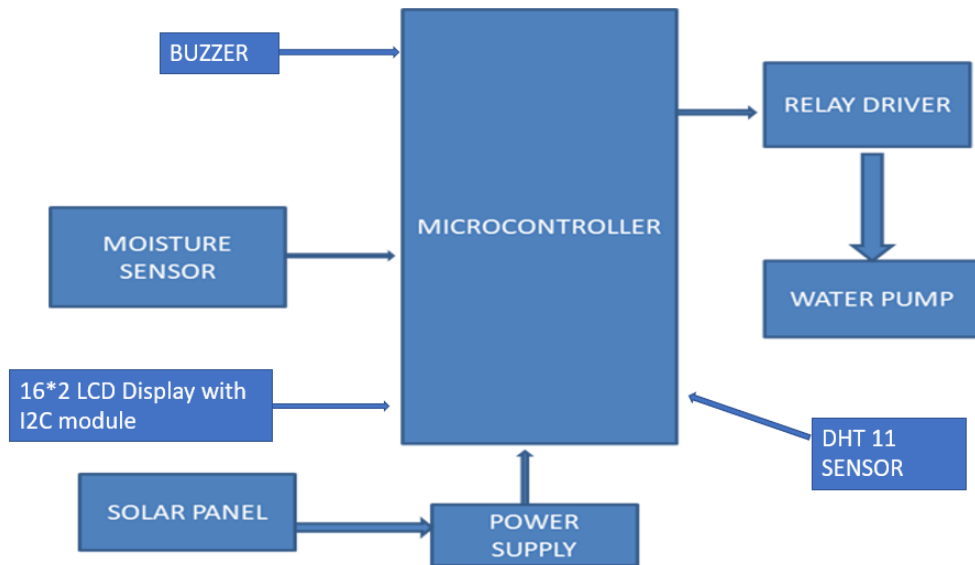 BUZZER
RELAY DRIVER
MICROCONTROLLER
MOISTURE
SENSOR
WATER PUMP
16*2 LCD Display with
I2C module
DHT 11
SENSOR
SOLAR PANEL
POWER
SUPPLY